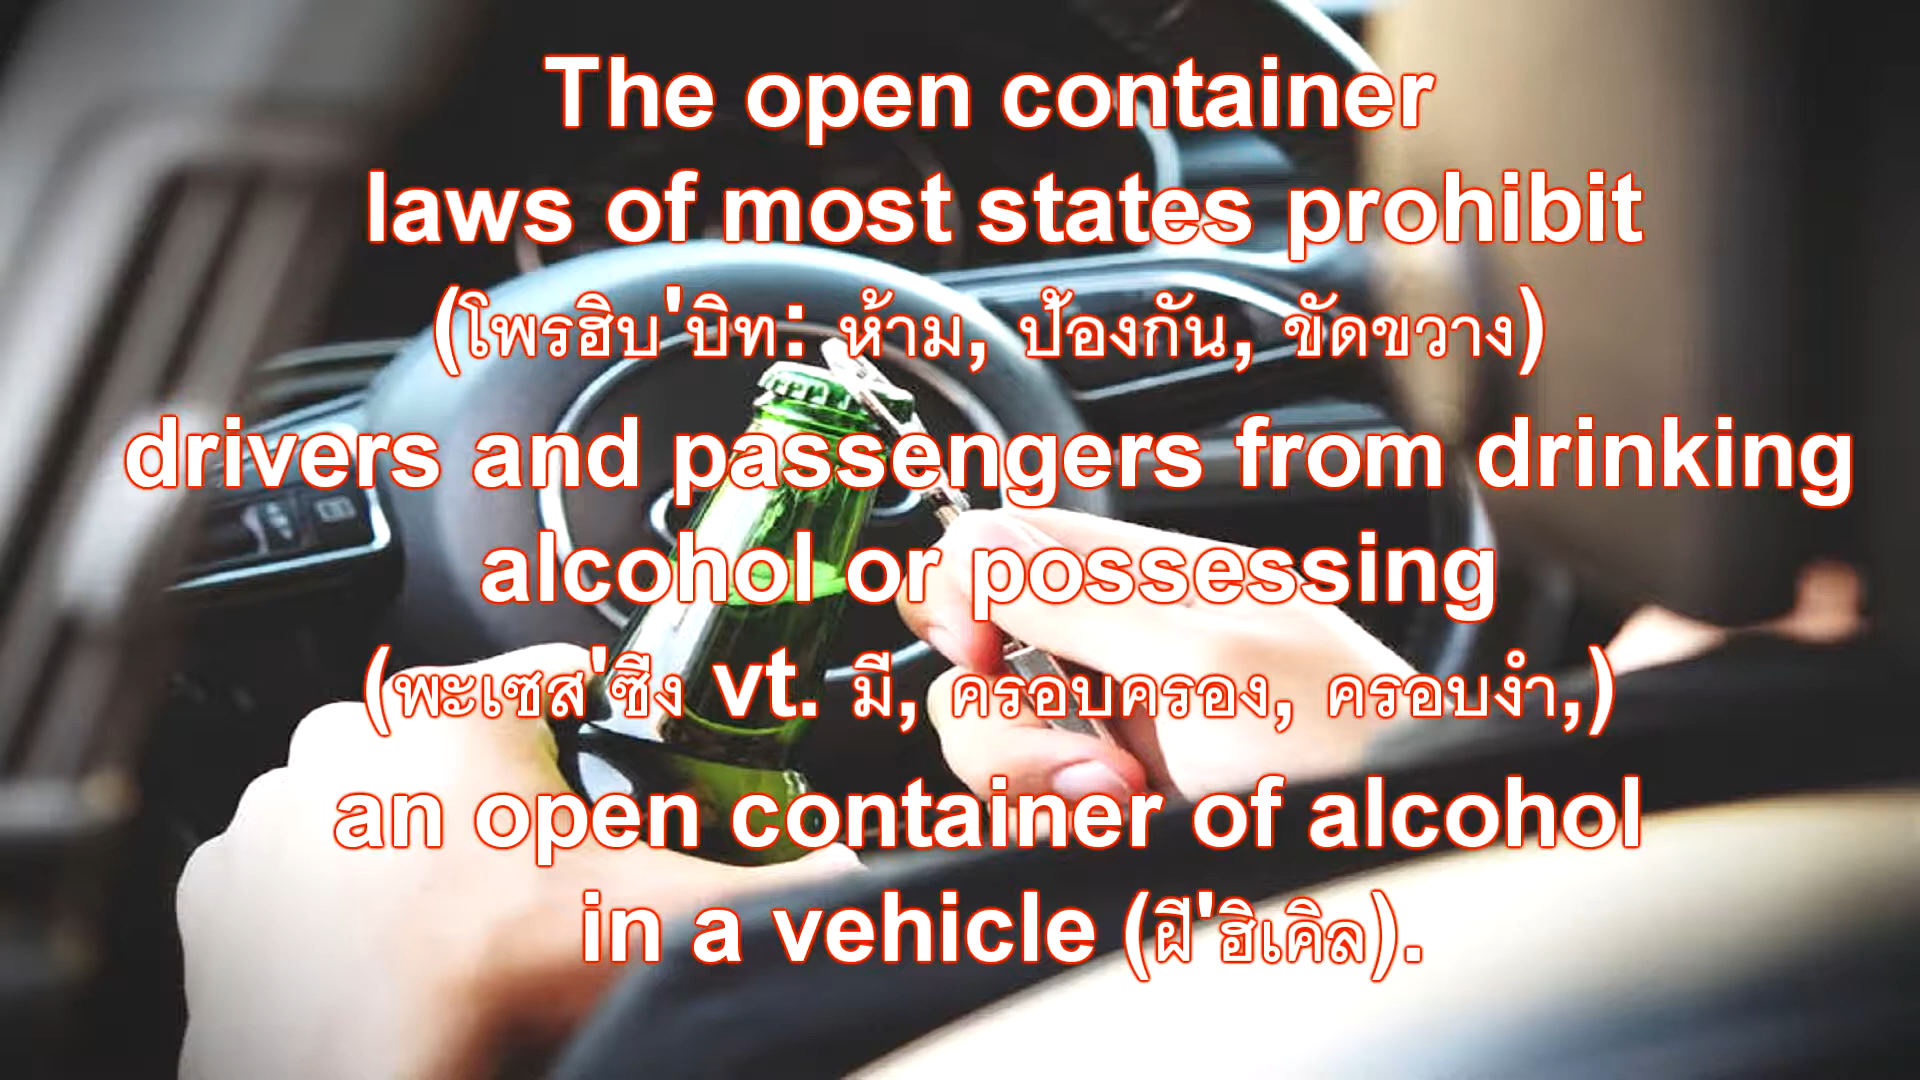 The open container
laws of most states prohibit
(โพรฮิบ'บิท: ห้าม, ป้องกัน, ขัดขวาง)
drivers and passengers from drinking
alcohol or possessing
(พะเซส'ซีง vt. มี, ครอบครอง, ครอบงำ,)
an open container of alcohol
in a vehicle (ฝี'ฮิเคิล).